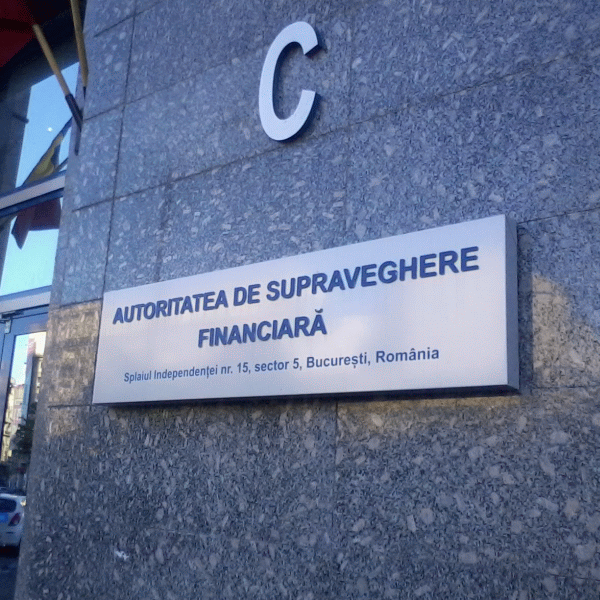 C
AUTORITATEA DE SUPRAVEGHERE
FINANCIARĂ
Splaiul Independenței nr. 15, sector 5, București, România